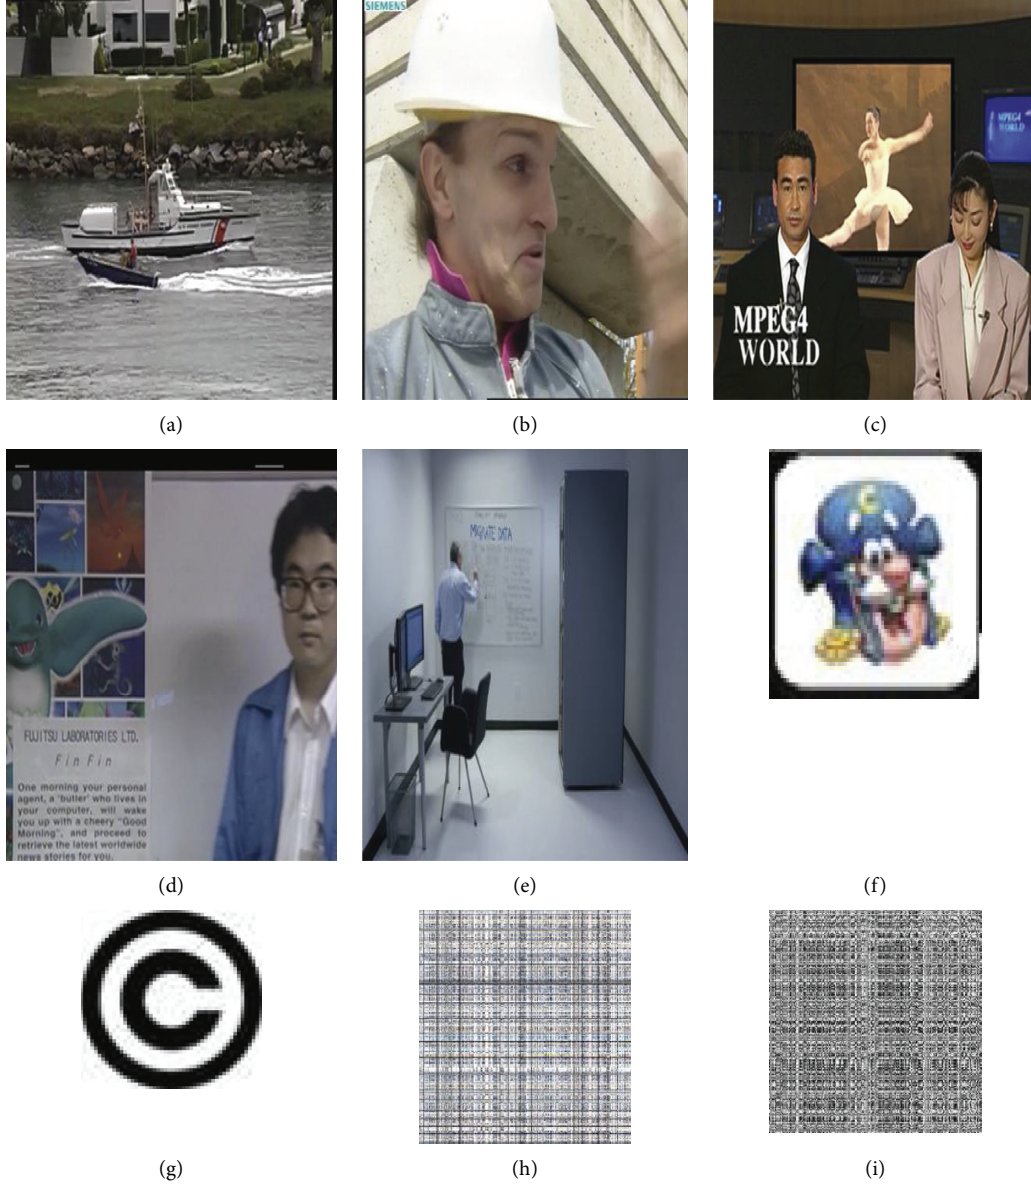 SIEMENS
MPEG4
WORLD
MPEG4
WORLD
(a)
(b)
(c)
MIGRATE DATA
FUJITSU LABORATORIES LTD.
Fin Fin
One morning your personal
agent, a 'butler' who lives in
your computer, will wake
you up with a cheery "Good
Morning", and proceed to
retrieve the latest worldwide
news stories for you.
(d)
(e)
(f)
C
(g)
(h)
(i)